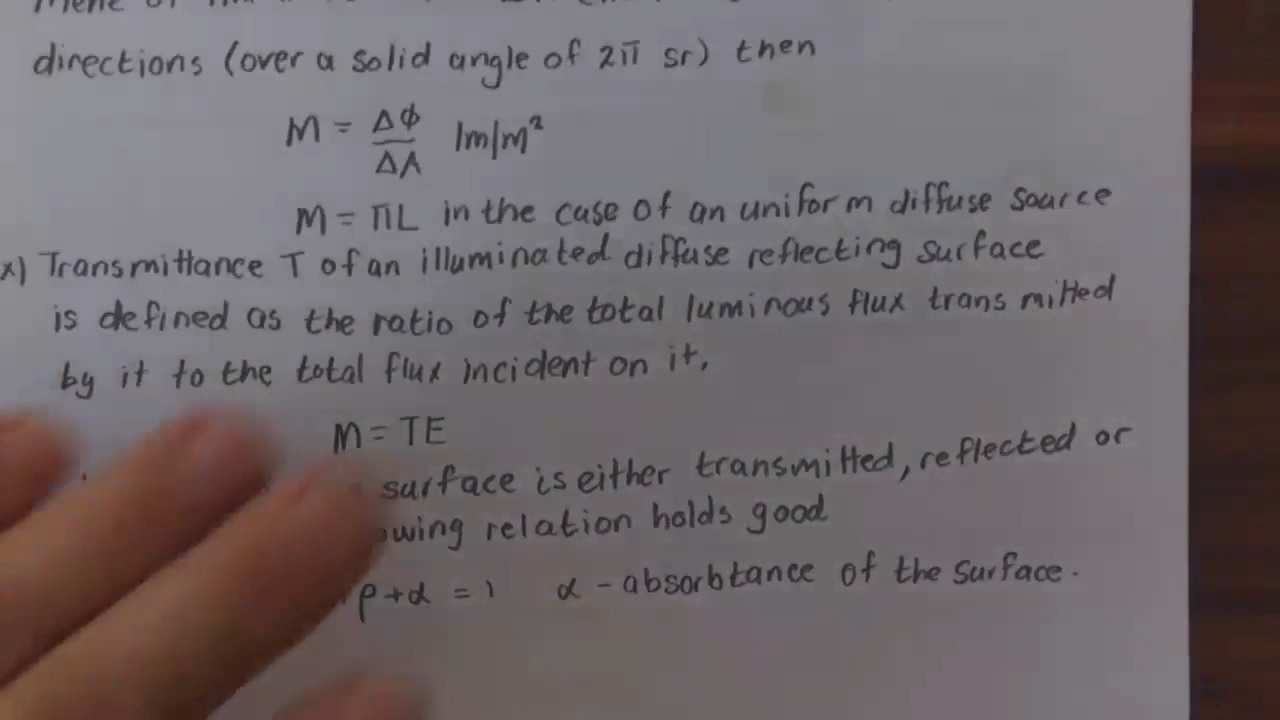 directions (over a solid angle of 2π sr) then
M = ΔΦ/ΔA lm/m²
M = πL in the case of an uniform diffuse source
x) Transmittance T of an illuminated diffuse reflecting surface
is defined as the ratio of the total luminous flux transmitted
by it to the total flux incident on it.
M = TE
surface is either transmitted, reflected or
owing relation holds good
ρ+α = 1 α - absorbtance of the surface.